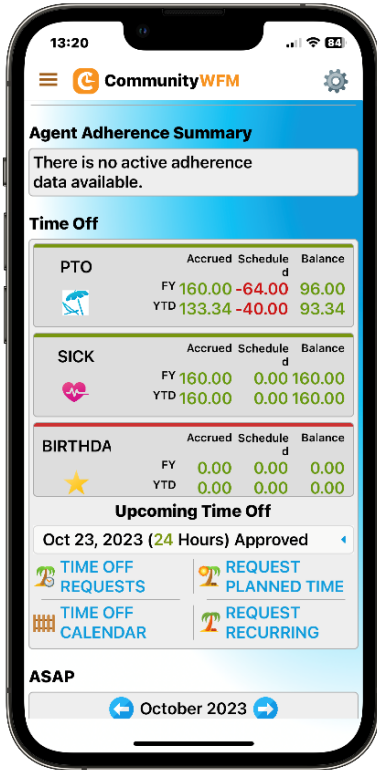 13:20
84
CommunityWFM
Agent Adherence Summary
There is no active adherence
data available.
Time Off
PTO
Accrued Schedule Balance
d
FY 160.00 -64.00 96.00
YTD 133.34 -40.00 93.34
SICK
Accrued Schedule Balance
d
FY 160.00 0.00 160.00
YTD 160.00 0.00 160.00
BIRTHDA
Accrued Schedule Balance
d
FY 0.00 0.00 0.00
YTD 0.00 0.00 0.00
Upcoming Time Off
Oct 23, 2023 (24 Hours) Approved
TIME OFF
REQUESTS
REQUEST
PLANNED TIME
TIME OFF
CALENDAR
REQUEST
RECURRING
ASAP
October 2023